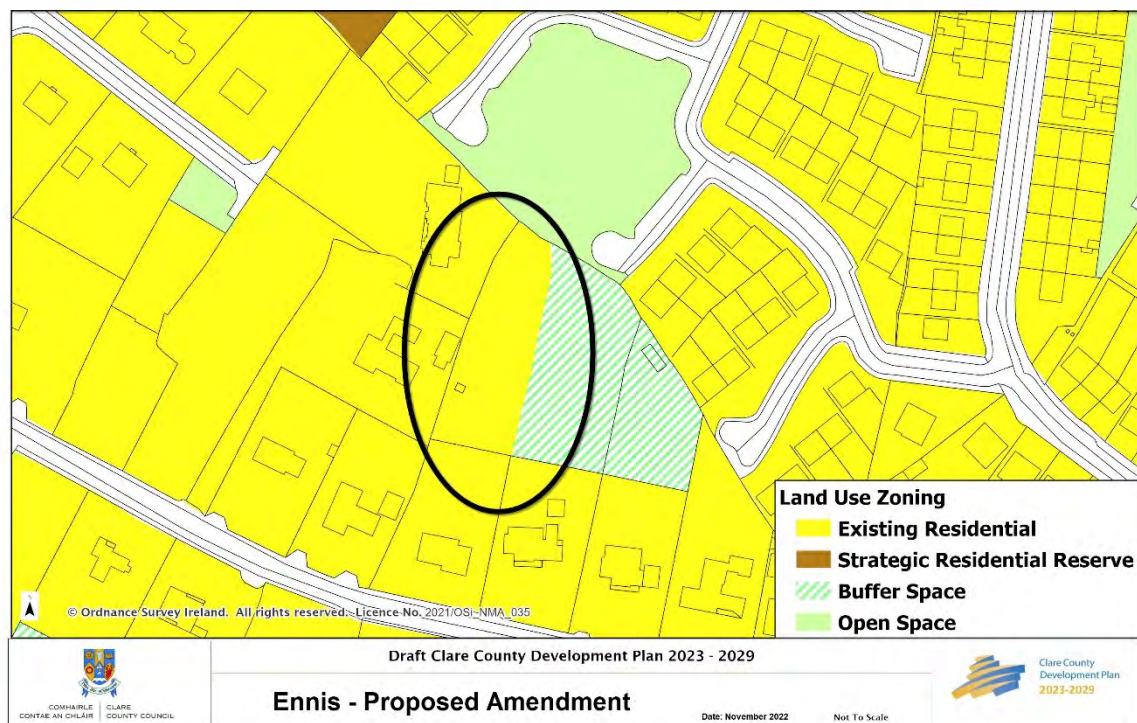 Land Use Zoning
Existing Residential
Strategic Residential Reserve
Buffer Space
Open Space
© Ordnance Survey Ireland. All rights reserved. Licence No. 2021/OSi_NMA_035
Draft Clare County Development Plan 2023 - 2029
COMHAIRLE
CONTAE AN CHLÁIR
CLARE
COUNTY COUNCIL
Ennis - Proposed Amendment
Date: November 2022
Not To Scale
Clare County
Development Plan
2023-2029